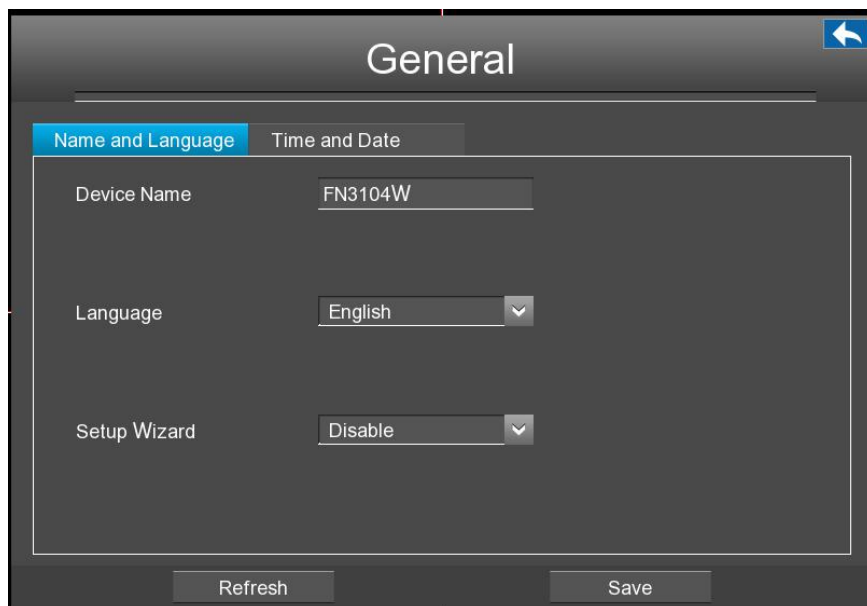 General
Name and Language Time and Date
Device Name FN3104W
Language English
Setup Wizard Disable
Refresh Save